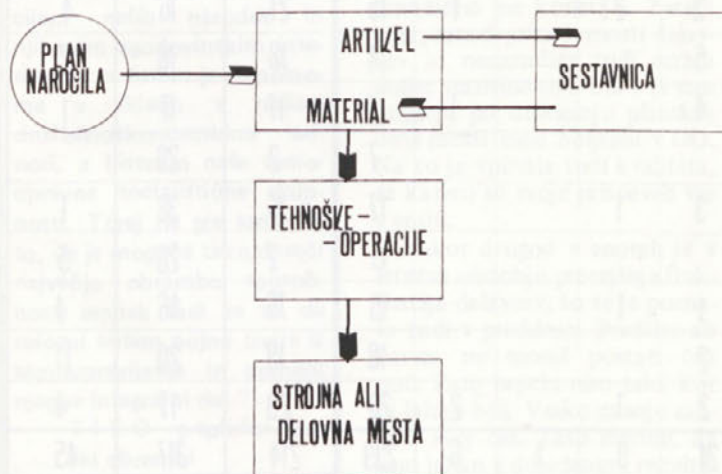 PLAN
NAROČILA
ARTIKEL
MATERIAL
SESTAVNICA
TEHNOŠKE-
-OPERACIJE
STROJNA ALI
DELOVNA MESTA